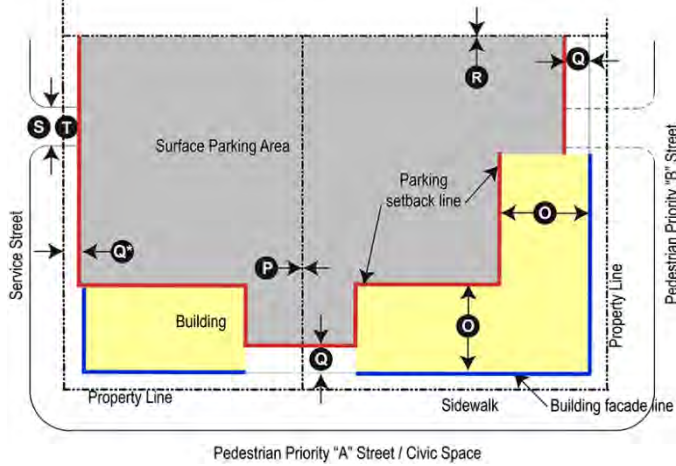 Q
R
S T
Surface Parking Area
Parking
setback line
O
Q*
P
Service Street
Pedestrian Priority "B" Street
Property Line
Building
O
Q
Property Line
Sidewalk
Building facade line
Pedestrian Priority "A" Street / Civic Space